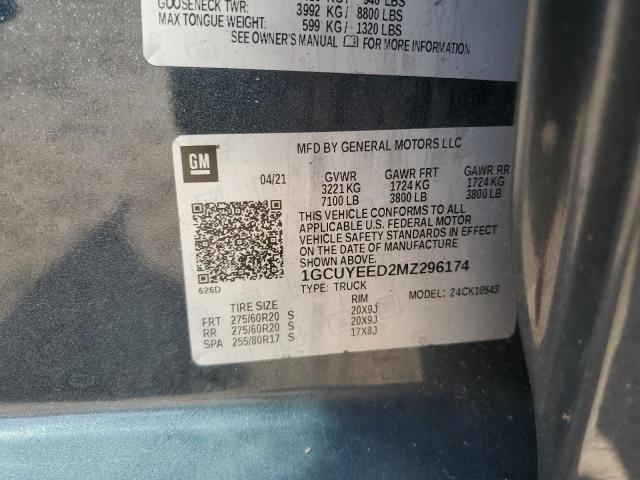 GOOSENECK TWR: 3992 KG/ 8800 LBS
MAX TONGUE WEIGHT: 599 KG/ 1320 LBS
SEE OWNER'S MANUAL FOR MORE INFORMATION
GM
MFD BY GENERAL MOTORS LLC
04/21 GVWR GAWR FRT GAWR RR
3221 KG 1724 KG 1724 KG
7100 LB 3800 LB 3800 LB
THIS VEHICLE CONFORMS TO ALL
APPLICABLE U.S. FEDERAL MOTOR
VEHICLE SAFETY STANDARDS IN EFFECT
ON THE DATE OF MANUFACTURE
SHOWN ABOVE.
1GCUYEED2MZ296174
626D
TYPE: TRUCK MODEL: 24CK10543
TIRE SIZE RIM
FRT 275/60R20 S 20X9J
RR 275/60R20 S 20X9J
SPA 255/80R17 S 17X8J